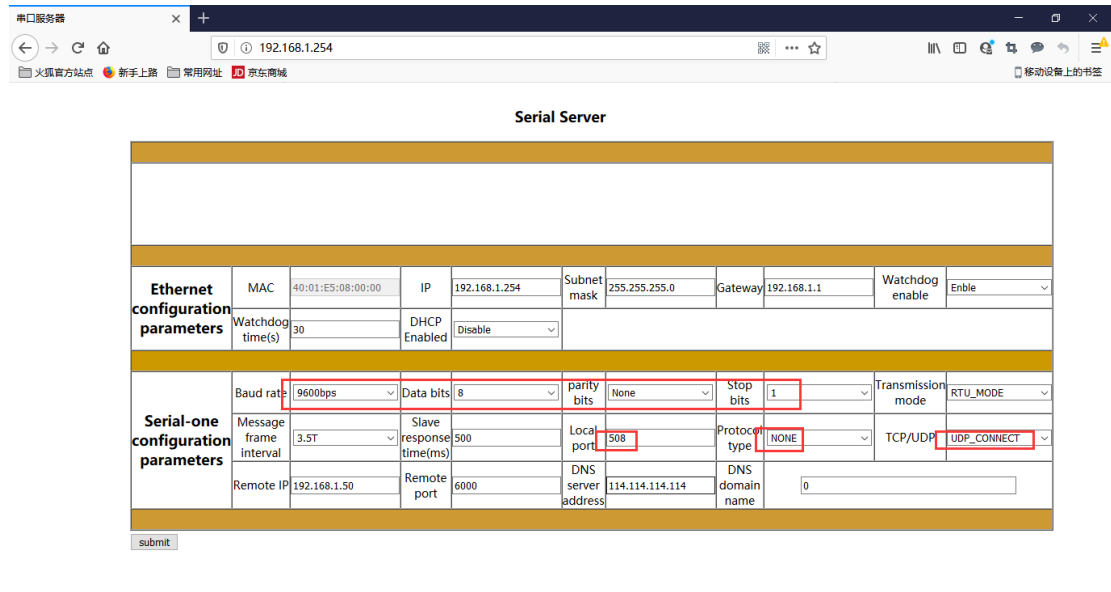 串口服务器
192.168.1.254
火狐官方站点 新手上路 常用网址 JD 京东商城 移动设备上的书签
Serial Server
Ethernet configuration parameters
MAC 40:01:E5:08:00:00 IP 192.168.1.254 Subnet mask 255.255.255.0 Gateway 192.168.1.1 Watchdog enable Enble
Watchdog time(s) 30 DHCP Enabled Disable
Serial-one configuration parameters
Baud rate 9600bps Data bits 8 parity bits None Stop bits 1 Transmission mode RTU_MODE
Message frame interval 3.5T Slave response time(ms) 500 Local port 508 Protocol type NONE TCP/UDP UDP_CONNECT
Remote IP 192.168.1.50 Remote port 6000 DNS server address 114.114.114.114 DNS domain name 0
submit